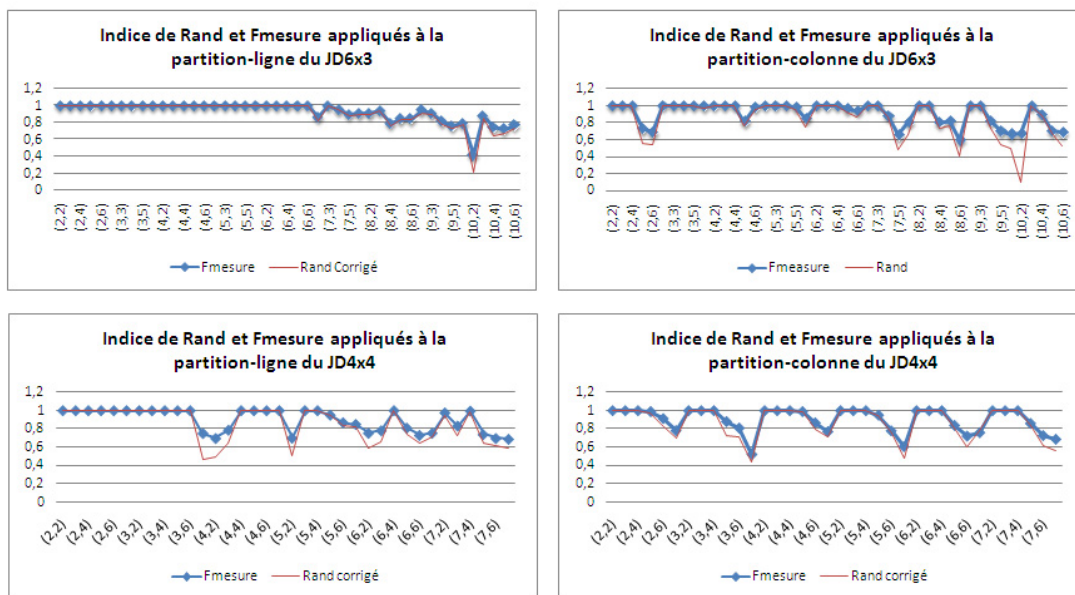 Indice de Rand et Fmesure appliqués à la
partition-ligne du JD6x3
1,2
1
0,8
0,6
0,4
0,2
0
(2,2) (2,4) (2,6) (3,3) (3,5) (4,2) (4,4) (4,6) (5,3) (5,5) (6,2) (6,4) (6,6) (7,3) (7,5) (8,2) (8,4) (8,6) (9,3) (9,5) (10,2) (10,4) (10,6)
Fmesure Rand Corrigé
Indice de Rand et Fmesure appliqués à la
partition-colonne du JD6x3
1,2
1
0,8
0,6
0,4
0,2
0
(2,2) (2,4) (2,6) (3,3) (3,5) (4,2) (4,4) (4,6) (5,3) (5,5) (6,2) (6,4) (6,6) (7,3) (7,5) (8,2) (8,4) (8,6) (9,3) (9,5) (10,2) (10,4) (10,6)
Fmeasure Rand
Indice de Rand et Fmesure appliqués à la
partition-ligne du JD4x4
1,2
1
0,8
0,6
0,4
0,2
0
(2,2) (2,4) (2,6) (3,2) (3,4) (3,6) (4,2) (4,4) (4,6) (5,2) (5,4) (5,6) (6,2) (6,4) (6,6) (7,2) (7,4) (7,6)
Fmesure Rand corrigé
Indice de Rand et Fmesure appliqués à la
partition-colonne du JD4x4
1,2
1
0,8
0,6
0,4
0,2
0
(2,2) (2,4) (2,6) (3,2) (3,4) (3,6) (4,2) (4,4) (4,6) (5,2) (5,4) (5,6) (6,2) (6,4) (6,6) (7,2) (7,4) (7,6)
Fmesure Rand corrigé